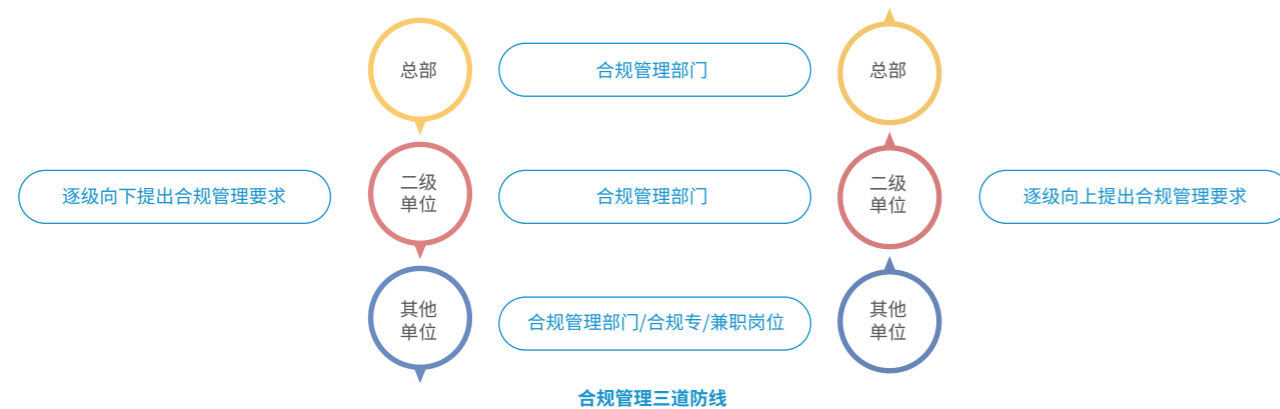 总部
合规管理部门
总部
逐级向下提出合规管理要求
二级
单位
合规管理部门
二级
单位
逐级向上提出合规管理要求
其他
单位
合规管理部门/合规专/兼职岗位
其他
单位
合规管理三道防线